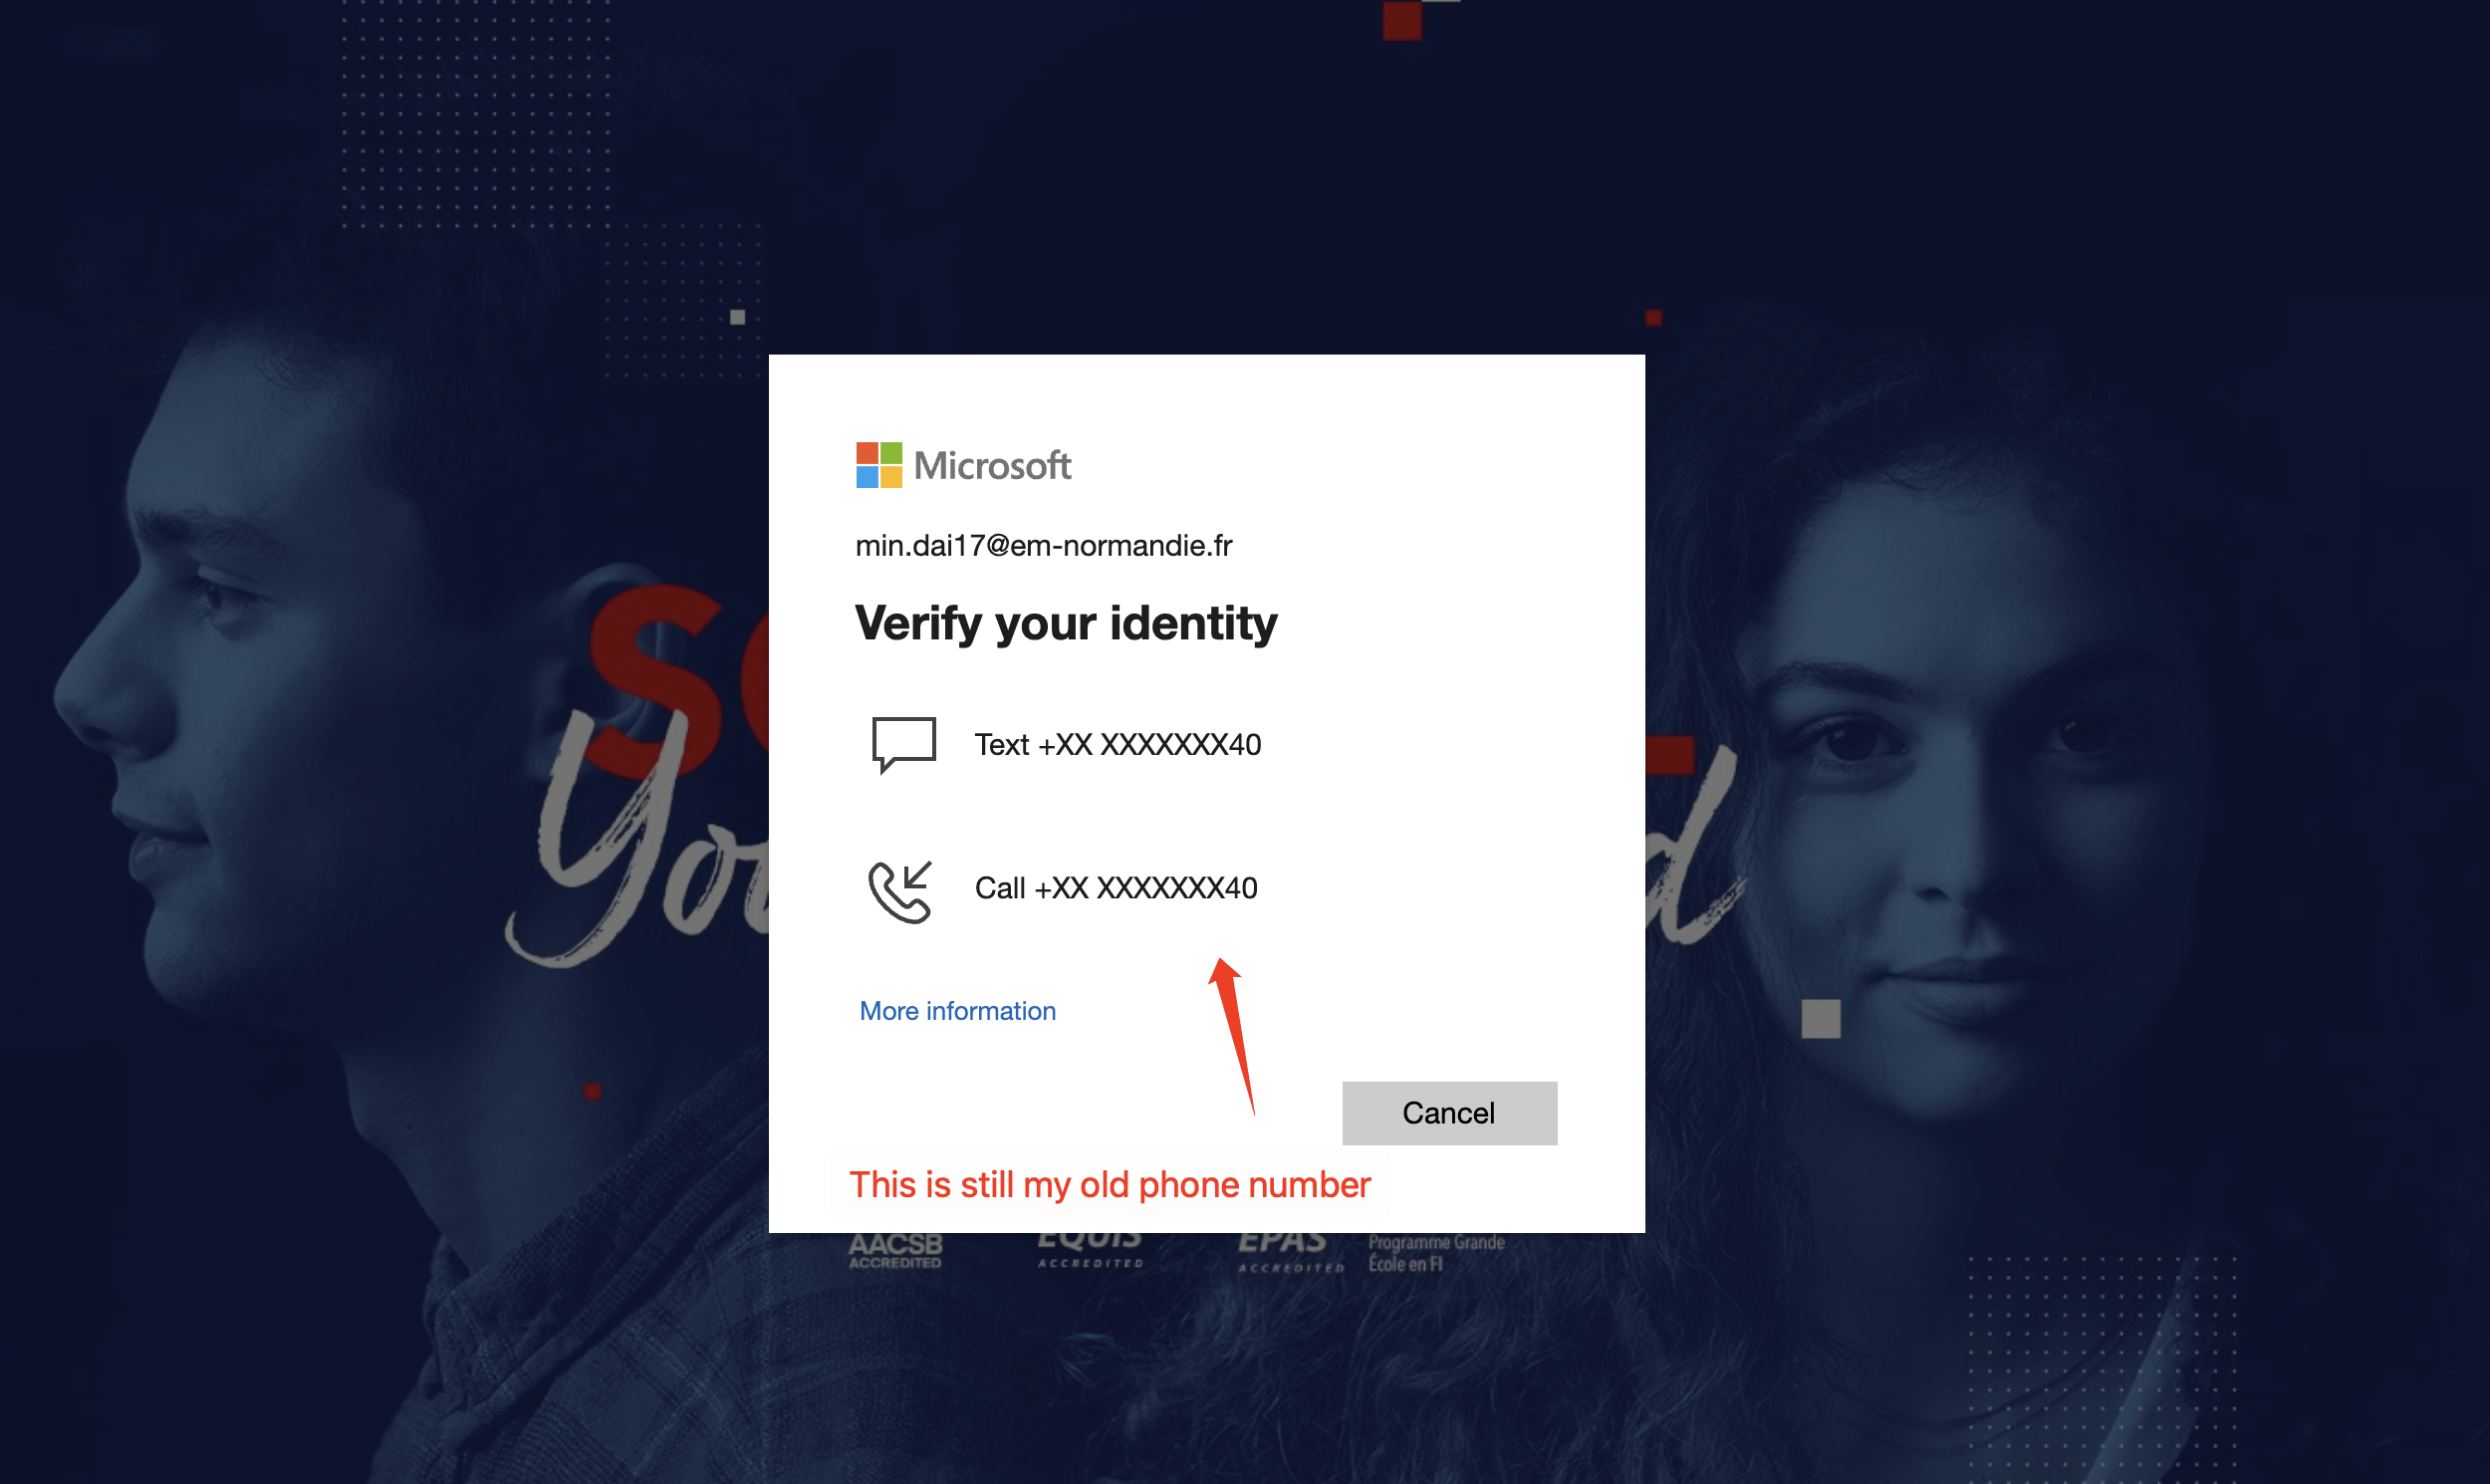 Microsoft
min.dai17@em-normandie.fr
Verify your identity
Text +XX XXXXXXX40
Call +XX XXXXXXX40
More information
Cancel
This is still my old phone number
AACSB
ACCREDITED
EQUIS
ACCREDITED
EPAS
ACCREDITED
Programme Grande
École en FI